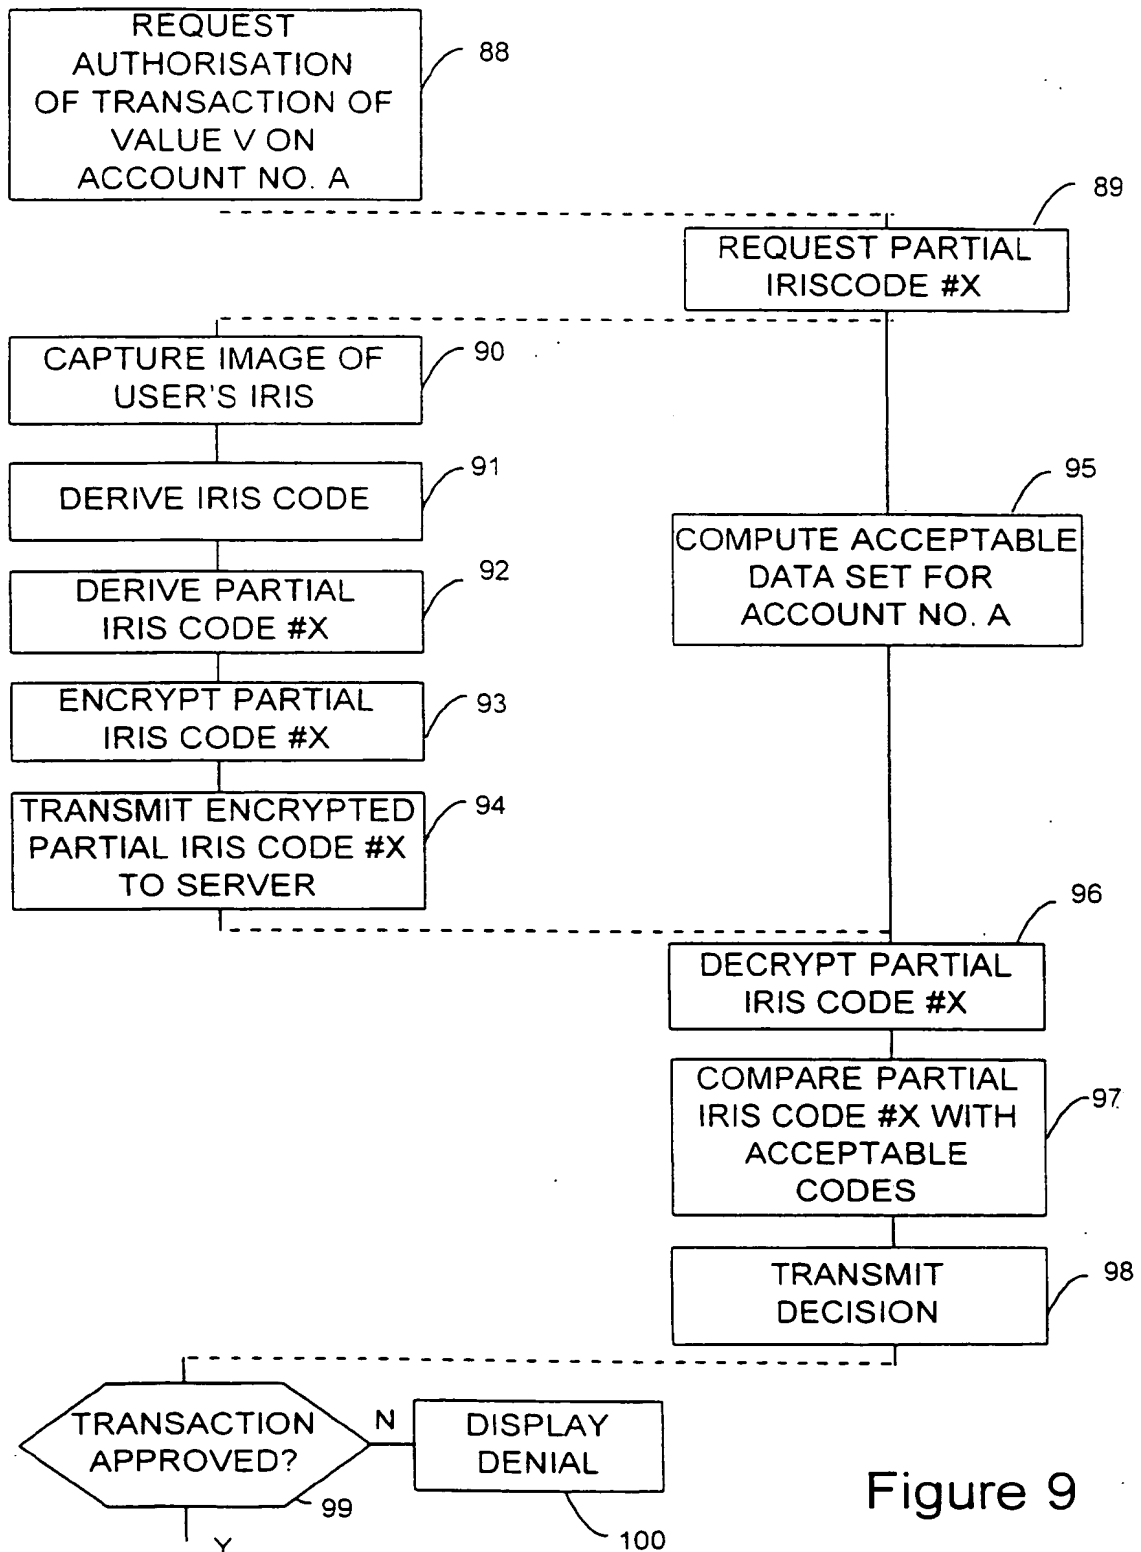 REQUEST
AUTHORISATION
OF TRANSACTION OF
VALUE V ON
ACCOUNT NO. A
88
89
REQUEST PARTIAL
IRISCODE #X
CAPTURE IMAGE OF
USER'S IRIS
90
DERIVE IRIS CODE
91
95
COMPUTE ACCEPTABLE
DATA SET FOR
ACCOUNT NO. A
DERIVE PARTIAL
IRIS CODE #X
92
ENCRYPT PARTIAL
IRIS CODE #X
93
TRANSMIT ENCRYPTED
PARTIAL IRIS CODE #X
TO SERVER
94
96
DECRYPT PARTIAL
IRIS CODE #X
COMPARE PARTIAL
IRIS CODE #X WITH
ACCEPTABLE
CODES
97
TRANSMIT
DECISION
98
TRANSACTION
APPROVED?
99
N
DISPLAY
DENIAL
100
Y
Figure 9